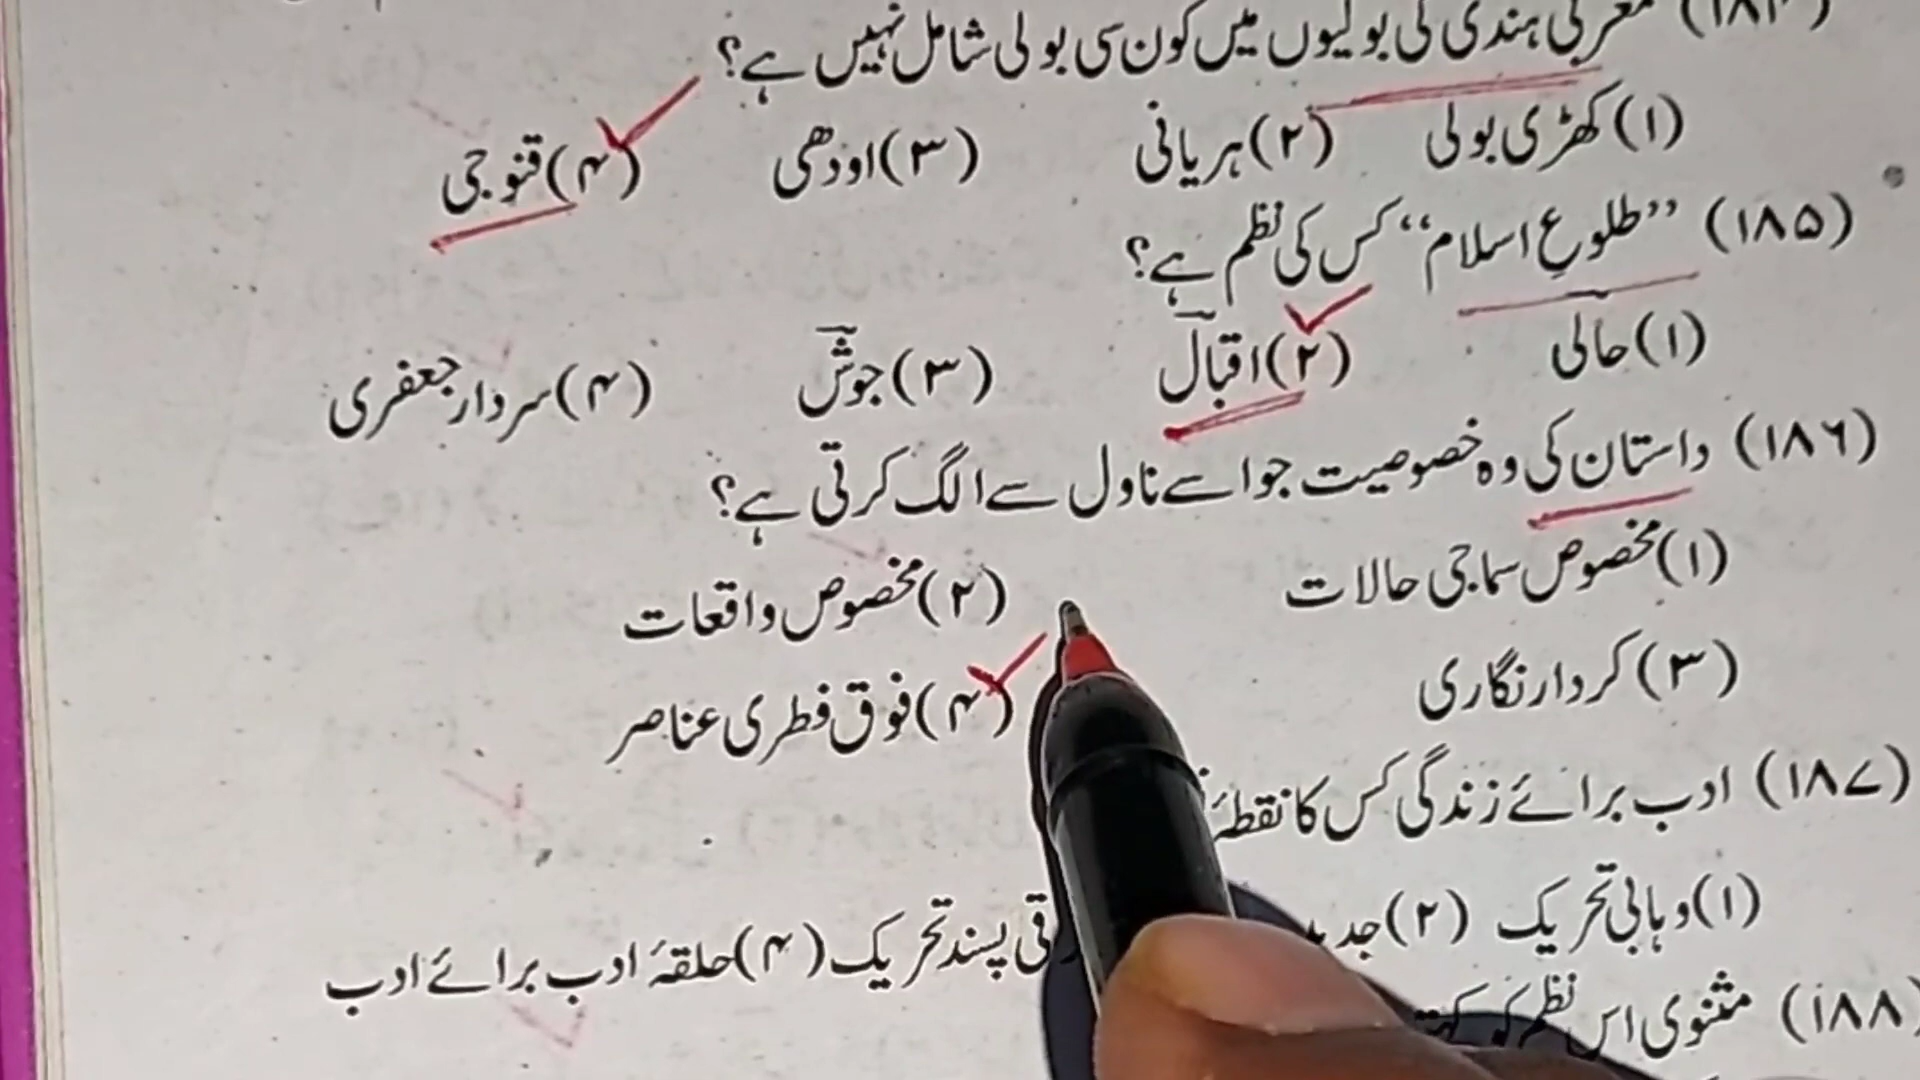 (۱۸۴) مغربی ہندی کی بولیوں میں کون سی بولی شامل نہیں ہے؟
(۱) کھڑی بولی (۲) ہریانی (۳) اودھی (۴) قنوجی
(۱۸۵) ”طلوعِ اسلام“ کس کی نظم ہے؟
(۱) حالی (۲) اقبالؔ (۳) جوشؔ (۴) سردار جعفری
(۱۸۶) داستان کی وہ خصوصیت جو اسے ناول سے الگ کرتی ہے؟
(۱) مخصوص سماجی حالات (۲) مخصوص واقعات
(۳) کردار نگاری (۴) فوق فطری عناصر
(۱۸۷) ادب برائے زندگی کس کا نقطۂ
(۱) وہابی تحریک (۲) پسند تحریک (۴) حلقۂ ادب برائے ادب
(۱۸۸) مثنوی اس نظم کو